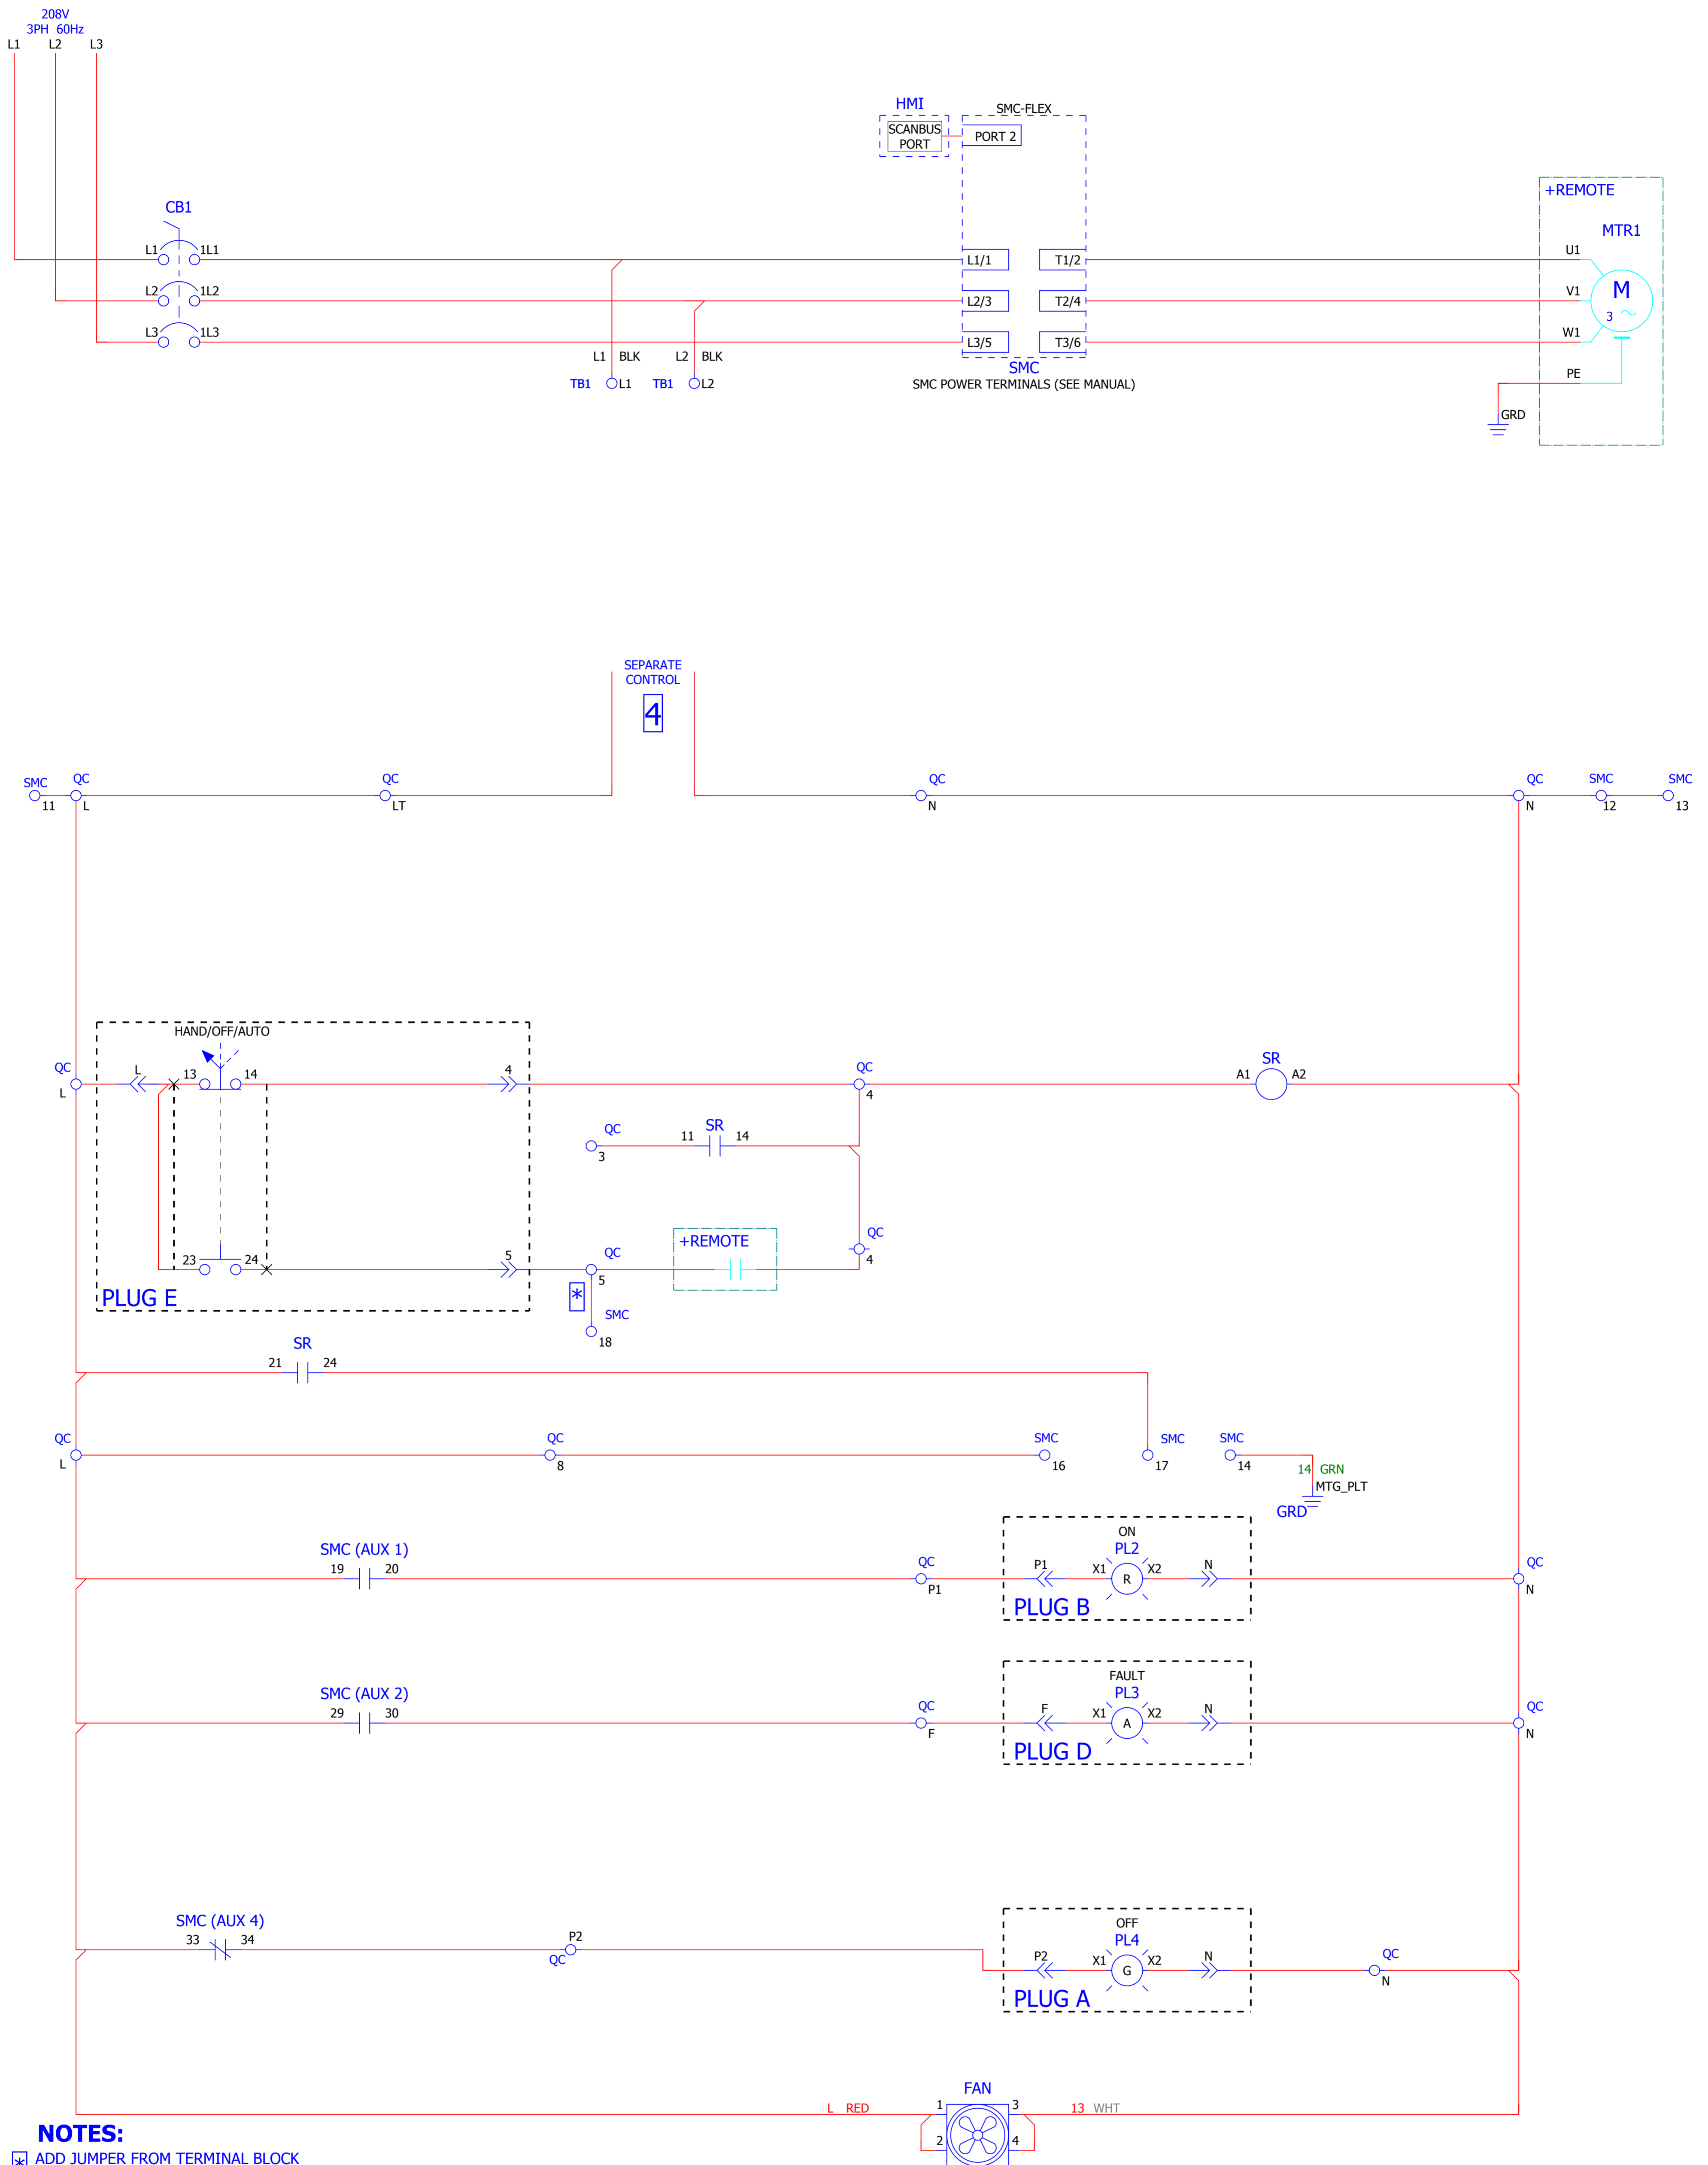 208V
3PH 60Hz
L1 L2 L3
HMI
SCANBUS
PORT
SMC-FLEX
PORT 2
+REMOTE
MTR1
CB1
L1 1L1
L2 1L2
L3 1L3
L1/1 T1/2
L2/3 T2/4
L3/5 T3/6
U1
V1
W1
PE
M
3
GRD
L1 BLK L2 BLK
TB1 L1 TB1 L2
SMC
SMC POWER TERMINALS (SEE MANUAL)
SEPARATE
CONTROL
4
SMC QC QC QC QC SMC SMC
11 L LT N N 12 13
HAND/OFF/AUTO
QC L 13 14 4 QC SR
L 4 A1 A2
QC SR
3 11 14
QC
4
+REMOTE
23 24 5 QC
5
PLUG E
*
SMC
18
SR
21 24
QC QC SMC SMC SMC
L 8 16 17 14
14 GRN
MTG_PLT
GRD
ON
SMC (AUX 1) PL2
19 20 QC P1 X1 R X2 N QC
P1 N
PLUG B
FAULT
SMC (AUX 2) PL3
29 30 QC F X1 A X2 N QC
F N
PLUG D
OFF
SMC (AUX 4) PL4
33 34 P2
QC
P2 X1 G X2 N QC
N
PLUG A
FAN
L RED 1 3 13 WHT
2 4
NOTES:
* ADD JUMPER FROM TERMINAL BLOCK